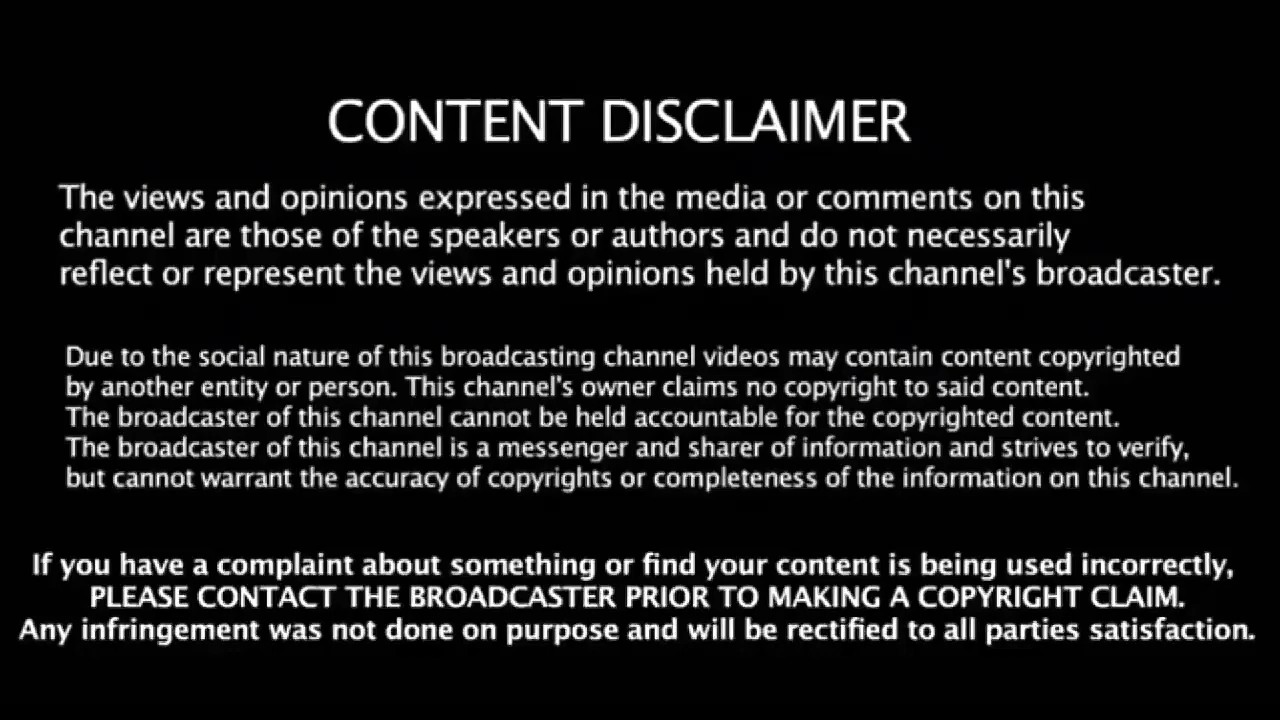 CONTENT DISCLAIMER
The views and opinions expressed in the media or comments on this
channel are those of the speakers or authors and do not necessarily
reflect or represent the views and opinions held by this channel's broadcaster.
Due to the social nature of this broadcasting channel videos may contain content copyrighted
by another entity or person. This channel's owner claims no copyright to said content.
The broadcaster of this channel cannot be held accountable for the copyrighted content.
The broadcaster of this channel is a messenger and sharer of information and strives to verify,
but cannot warrant the accuracy of copyrights or completeness of the information on this channel.
If you have a complaint about something or find your content is being used incorrectly,
PLEASE CONTACT THE BROADCASTER PRIOR TO MAKING A COPYRIGHT CLAIM.
Any infringement was not done on purpose and will be rectified to all parties satisfaction.